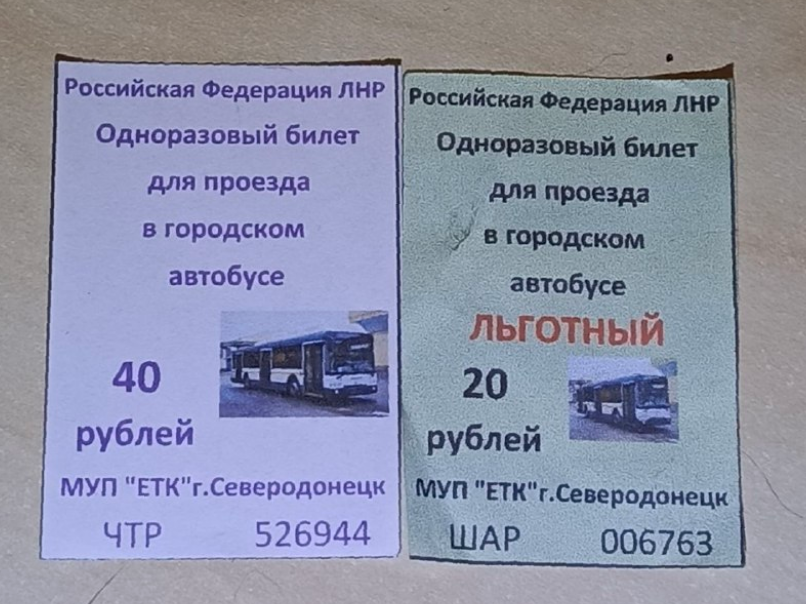 Российская Федерация ЛНР
Одноразовый билет
для проезда
в городском
автобусе
40
рублей
МУП "ЕТК"г.Северодонецк
ЧТР 526944
Российская Федерация ЛНР
Одноразовый билет
для проезда
в городском
автобусе
ЛЬГОТНЫЙ
20
рублей
МУП "ЕТК"г.Северодонецк
ШАР 006763